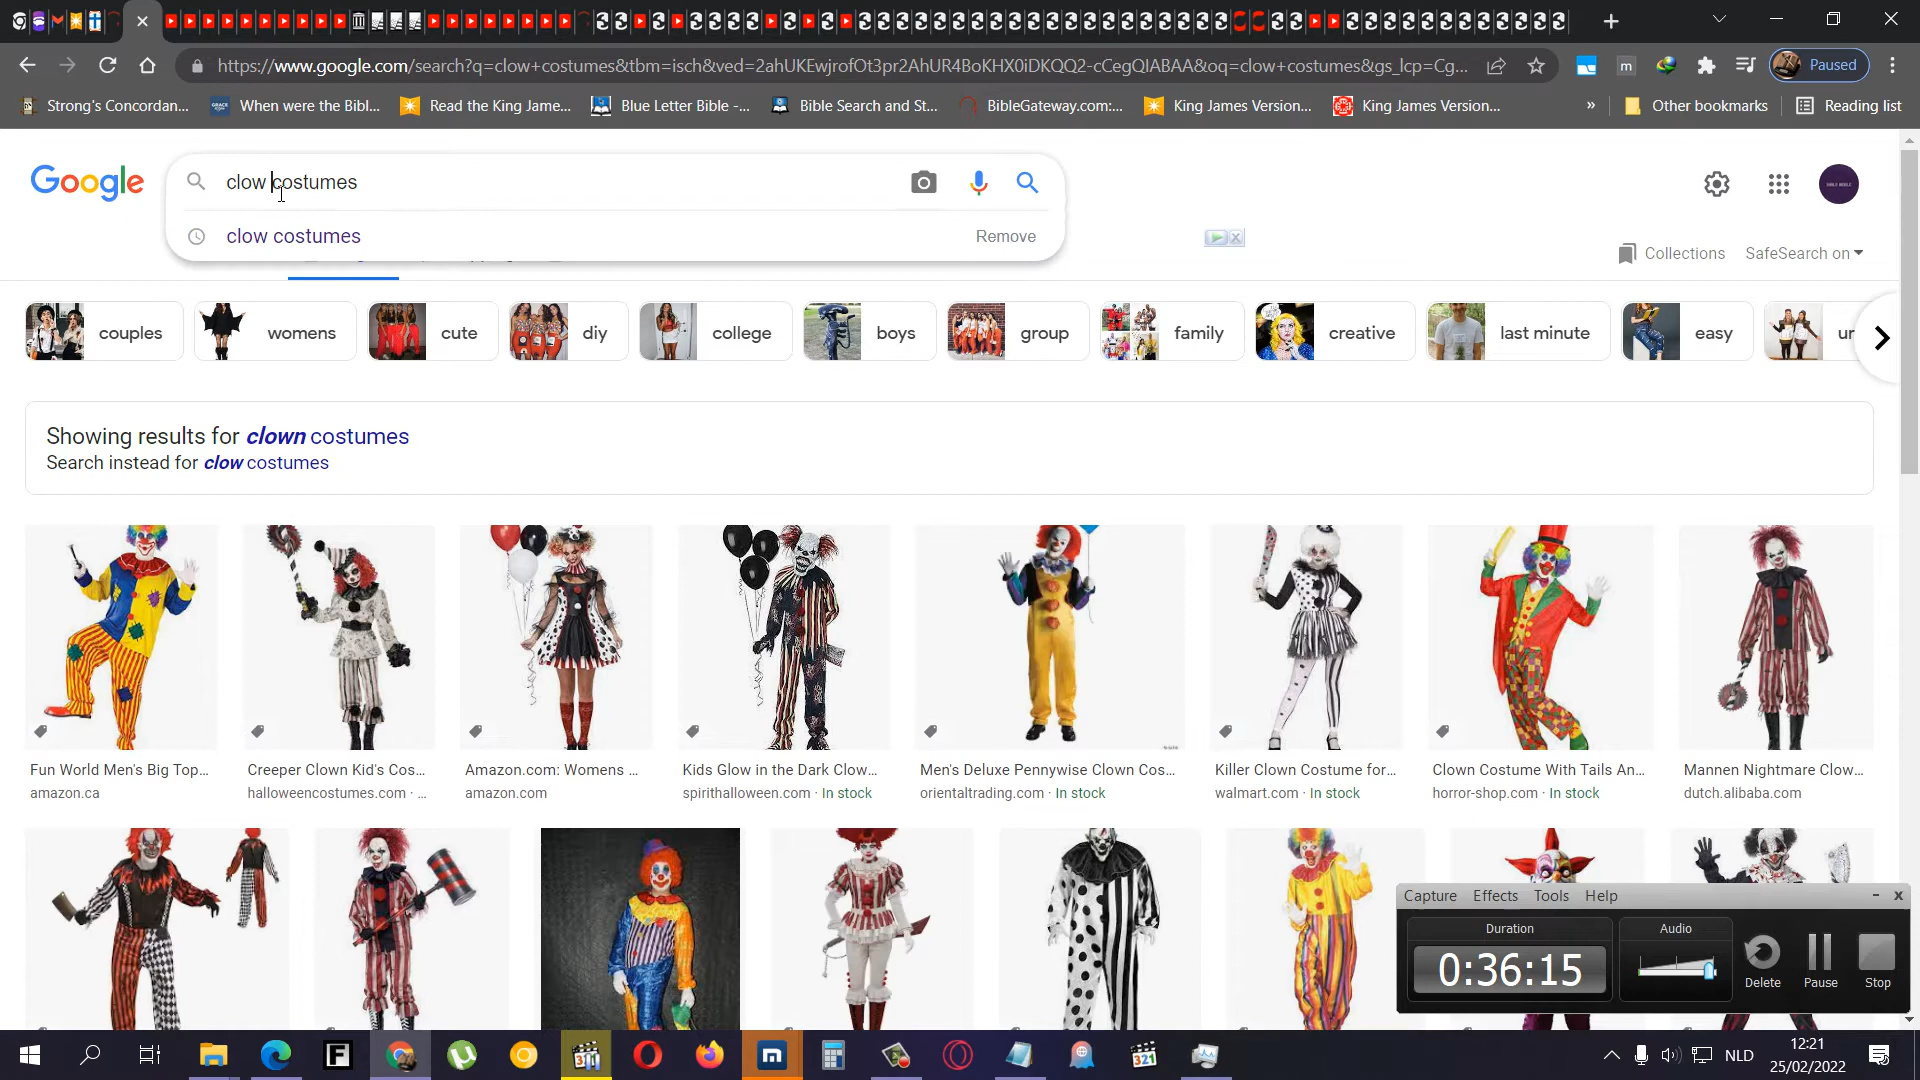 https://www.google.com/search?q=clow+costumes&tbm=isch&ved=2ahUKEwjrofOt3pr2AhUR4BoKHX0iDKQQ2-cCegQIABAA&oq=clow+costumes&gs_lcp=Cg...
Paused
Strong's Concordan...
When were the Bibl...
Read the King Jame...
Blue Letter Bible -...
Bible Search and St...
BibleGateway.com:...
King James Version...
King James Version...
»
Other bookmarks
Reading list
Google
clow costumes
clow costumes
Remove
Collections
SafeSearch on
couples
womens
cute
diy
college
boys
group
family
creative
last minute
easy
Showing results for clown costumes
Search instead for clow costumes
Fun World Men's Big Top...
amazon.ca
Creeper Clown Kid's Cos...
halloweencostumes.com · ...
Amazon.com: Womens ...
amazon.com
Kids Glow in the Dark Clow...
spirithalloween.com · In stock
Men's Deluxe Pennywise Clown Cos...
orientaltrading.com · In stock
Killer Clown Costume for...
walmart.com · In stock
Clown Costume With Tails An...
horror-shop.com · In stock
Mannen Nightmare Clow...
dutch.alibaba.com
Capture
Effects
Tools
Help
Duration
0:36:15
Audio
Delete
Pause
Stop
NLD
12:21
25/02/2022